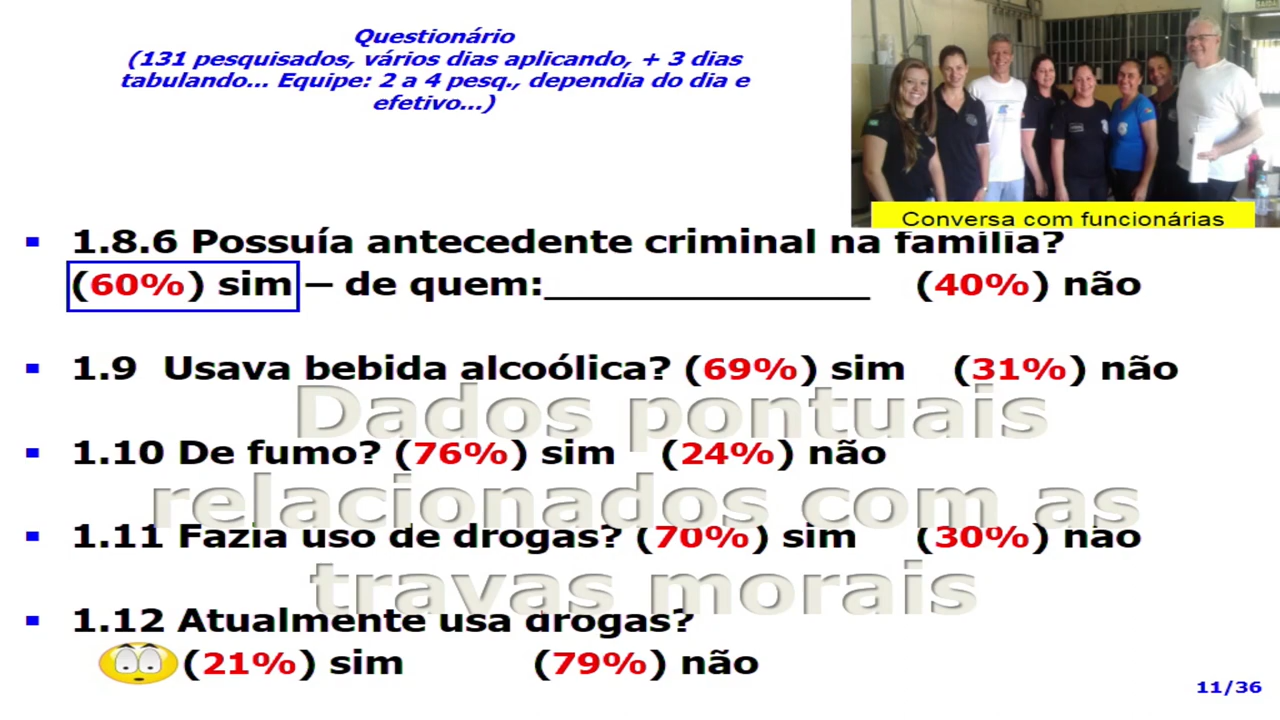 Questionário
(131 pesquisados, vários dias aplicando, + 3 dias
tabulando... Equipe: 2 a 4 pesq., dependia do dia e
efetivo...)
Conversa com funcionárias
▪ 1.8.6 Possuía antecedente criminal na família?
(60%) sim – de quem:________________ (40%) não
▪ 1.9 Usava bebida alcoólica? (69%) sim (31%) não
▪ 1.10 De fumo? (76%) sim (24%) não
▪ 1.11 Fazia uso de drogas? (70%) sim (30%) não
▪ 1.12 Atualmente usa drogas?
(21%) sim (79%) não
Dados pontuais
relacionados com as
travas morais
11/36